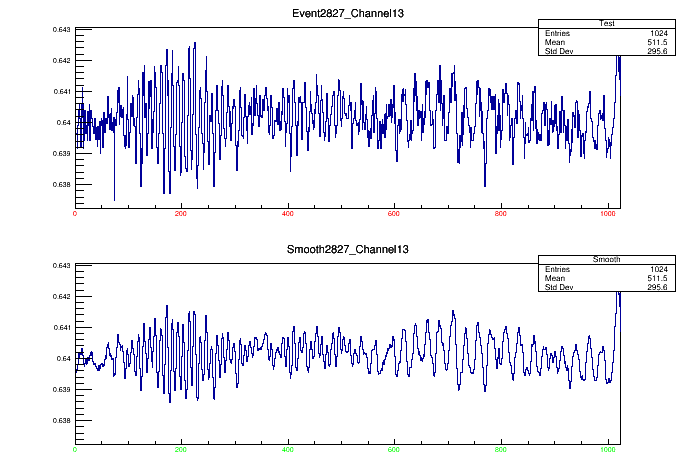 Event2827_Channel13
Test
Entries 1024
Mean 511.5
Std Dev 295.6
0.643
0.642
0.641
0.64
0.639
0.638
0 200 400 600 800 1000
Smooth2827_Channel13
Smooth
Entries 1024
Mean 511.5
Std Dev 295.6
0.643
0.642
0.641
0.64
0.639
0.638
0 200 400 600 800 1000